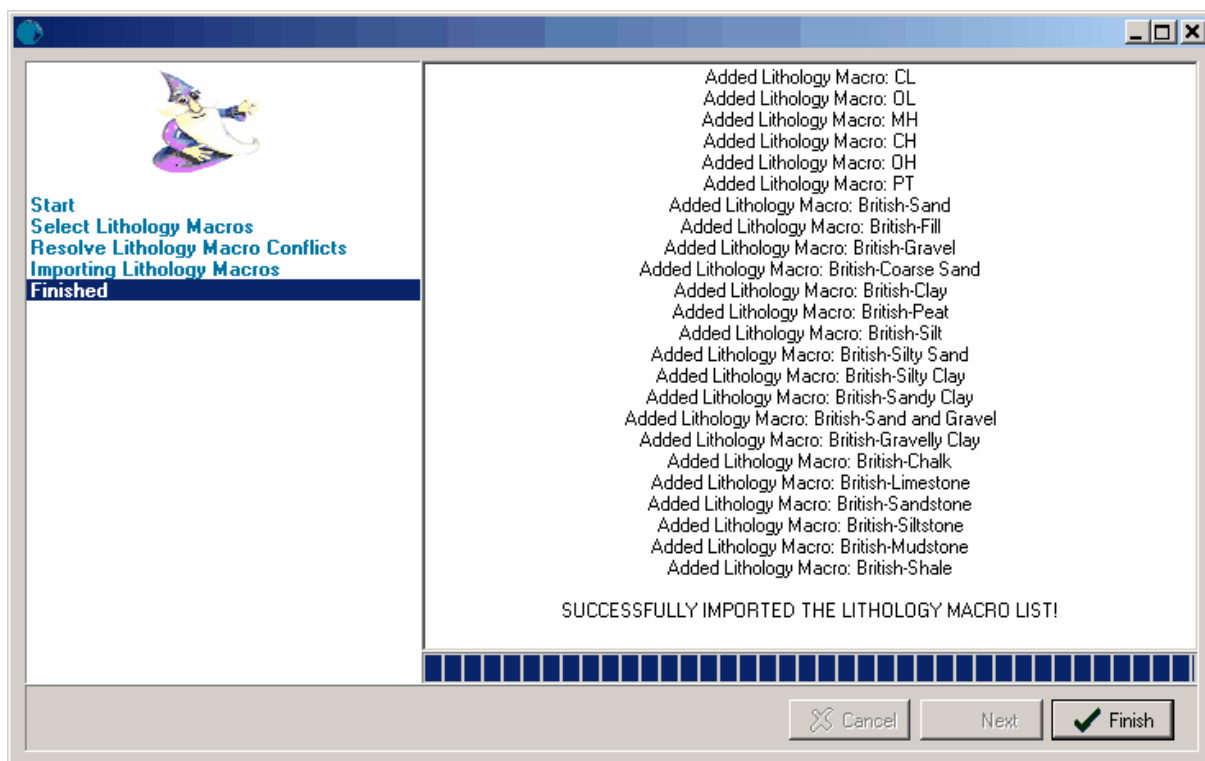 Start
Select Lithology Macros
Resolve Lithology Macro Conflicts
Importing Lithology Macros
Finished
Added Lithology Macro: CL
Added Lithology Macro: OL
Added Lithology Macro: MH
Added Lithology Macro: CH
Added Lithology Macro: OH
Added Lithology Macro: PT
Added Lithology Macro: British-Sand
Added Lithology Macro: British-Fill
Added Lithology Macro: British-Gravel
Added Lithology Macro: British-Coarse Sand
Added Lithology Macro: British-Clay
Added Lithology Macro: British-Peat
Added Lithology Macro: British-Silt
Added Lithology Macro: British-Silty Sand
Added Lithology Macro: British-Silty Clay
Added Lithology Macro: British-Sandy Clay
Added Lithology Macro: British-Sand and Gravel
Added Lithology Macro: British-Gravelly Clay
Added Lithology Macro: British-Chalk
Added Lithology Macro: British-Limestone
Added Lithology Macro: British-Sandstone
Added Lithology Macro: British-Siltstone
Added Lithology Macro: British-Mudstone
Added Lithology Macro: British-Shale
SUCCESSFULLY IMPORTED THE LITHOLOGY MACRO LIST!
Cancel Next Finish